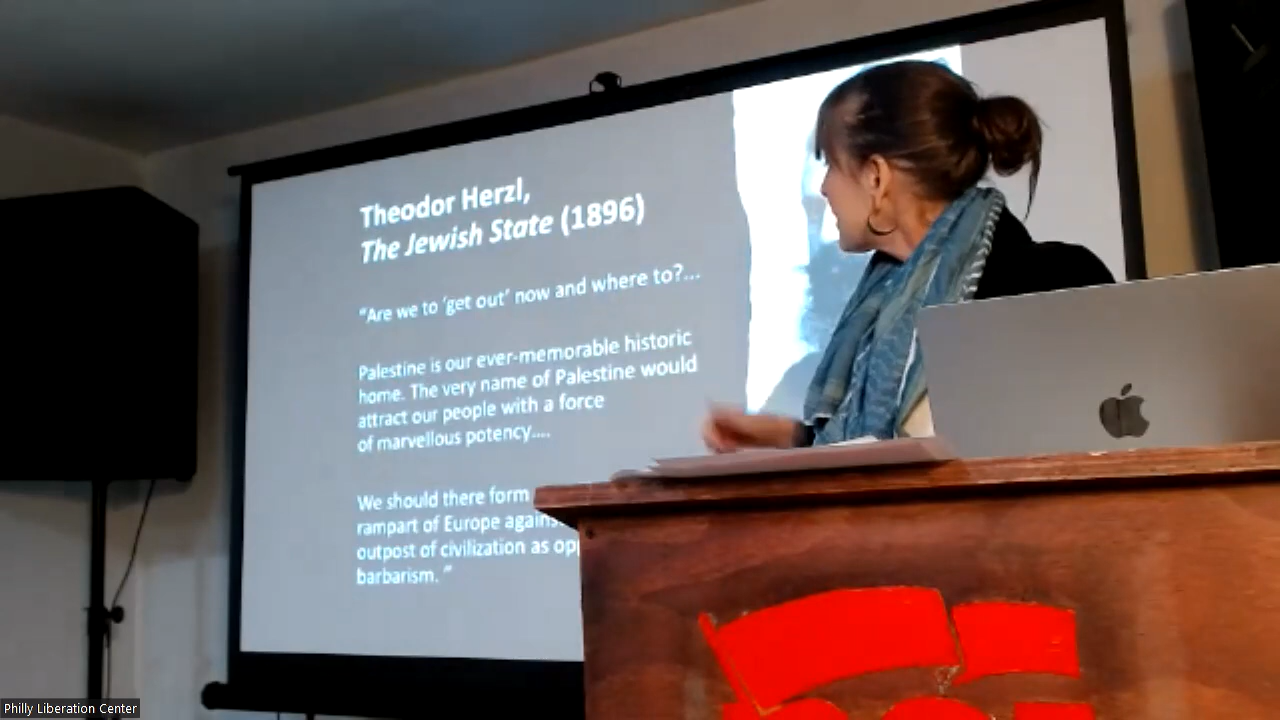 Theodor Herzl,
The Jewish State (1896)
“Are we to ‘get out’ now and where to?...
Palestine is our ever-memorable historic
home. The very name of Palestine would
attract our people with a force
of marvellous potency....
We should there form
rampart of Europe against
outpost of civilization as opp
barbarism. ”
Philly Liberation Center